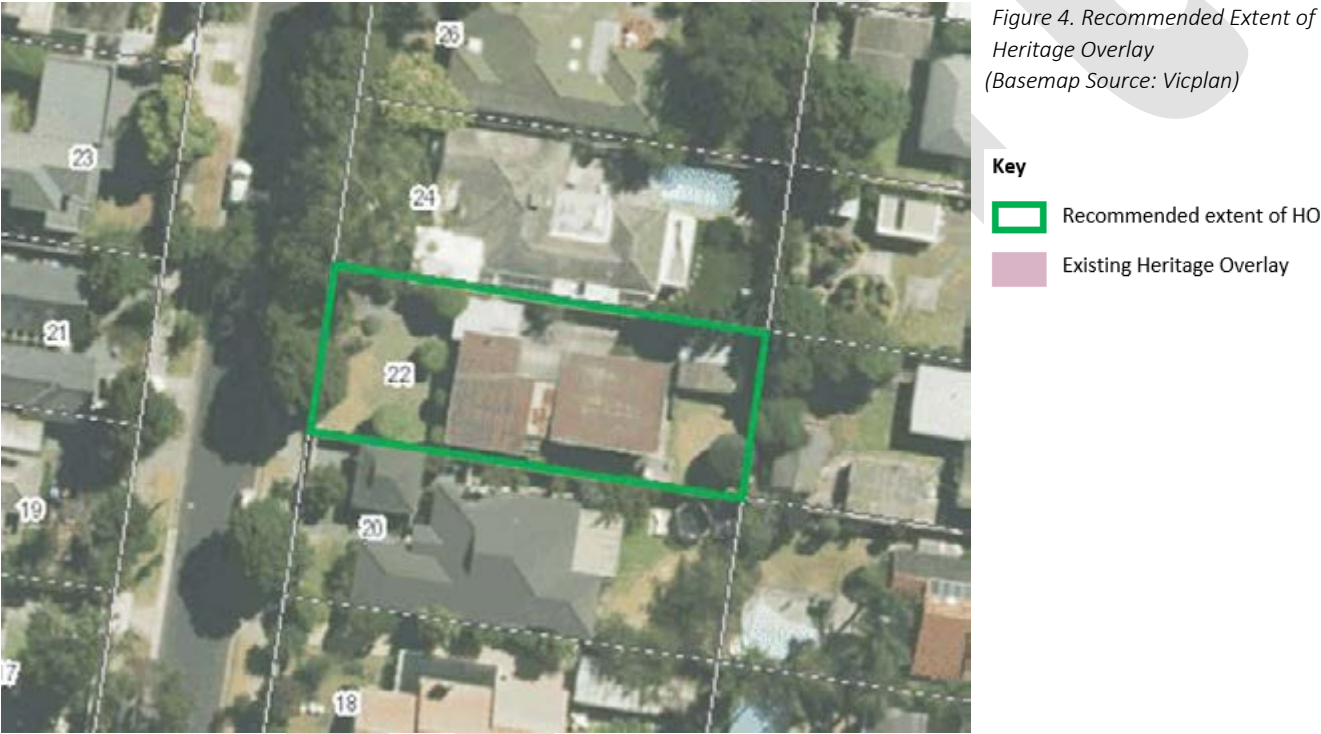 Figure 4. Recommended Extent of
Heritage Overlay
(Basemap Source: Vicplan)
Key
Recommended extent of HO
Existing Heritage Overlay
26
23
24
21
22
19
20
17
18